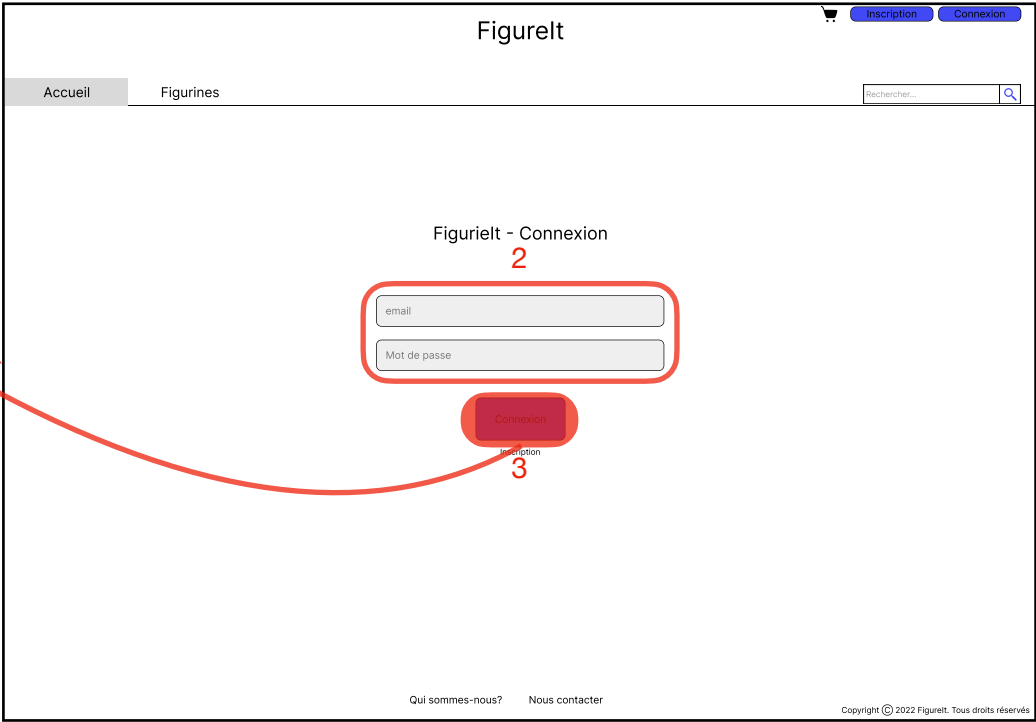 Inscription
Connexion
FigureIt
Accueil
Figurines
Rechercher...
FigurieIt - Connexion
2
email
Mot de passe
Connexion
Inscription
3
Qui sommes-nous?
Nous contacter
Copyright Ⓒ 2022 FigureIt. Tous droits réservés